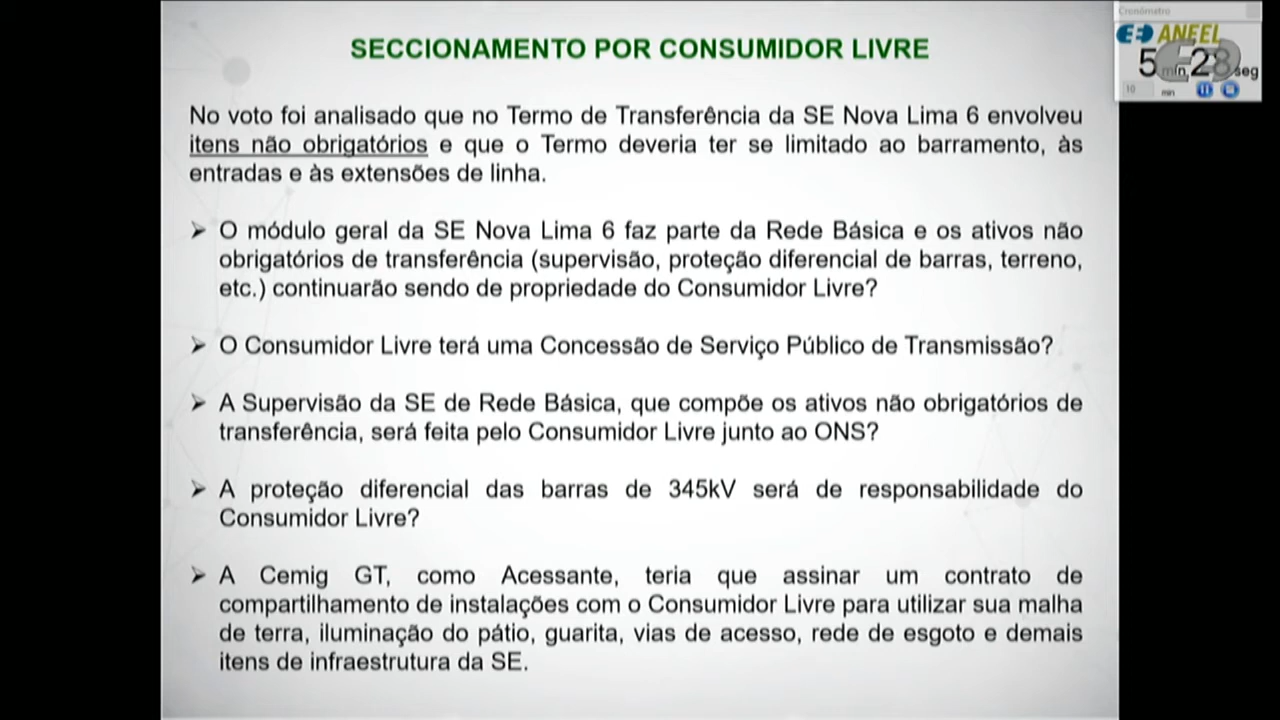 SECCIONAMENTO POR CONSUMIDOR LIVRE
Cronômetro
ANEEL
5 min, 28 seg
10 min
No voto foi analisado que no Termo de Transferência da SE Nova Lima 6 envolveu
itens não obrigatórios e que o Termo deveria ter se limitado ao barramento, às
entradas e às extensões de linha.
➤ O módulo geral da SE Nova Lima 6 faz parte da Rede Básica e os ativos não
obrigatórios de transferência (supervisão, proteção diferencial de barras, terreno,
etc.) continuarão sendo de propriedade do Consumidor Livre?
➤ O Consumidor Livre terá uma Concessão de Serviço Público de Transmissão?
➤ A Supervisão da SE de Rede Básica, que compõe os ativos não obrigatórios de
transferência, será feita pelo Consumidor Livre junto ao ONS?
➤ A proteção diferencial das barras de 345kV será de responsabilidade do
Consumidor Livre?
➤ A Cemig GT, como Acessante, teria que assinar um contrato de
compartilhamento de instalações com o Consumidor Livre para utilizar sua malha
de terra, iluminação do pátio, guarita, vias de acesso, rede de esgoto e demais
itens de infraestrutura da SE.